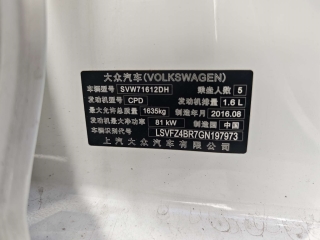 大众汽车(VOLKSWAGEN)
车辆型号 SVW71612DH 乘坐人数 5
发动机型号 CPD 发动机排量 1.6 L
最大允许总质量 1635kg 制造年月 2016.08
发动机最大净功率 81 kW 制造国 中国
车辆识别代号 LSVFZ4BR7GN197973
上汽大众汽车有限公司